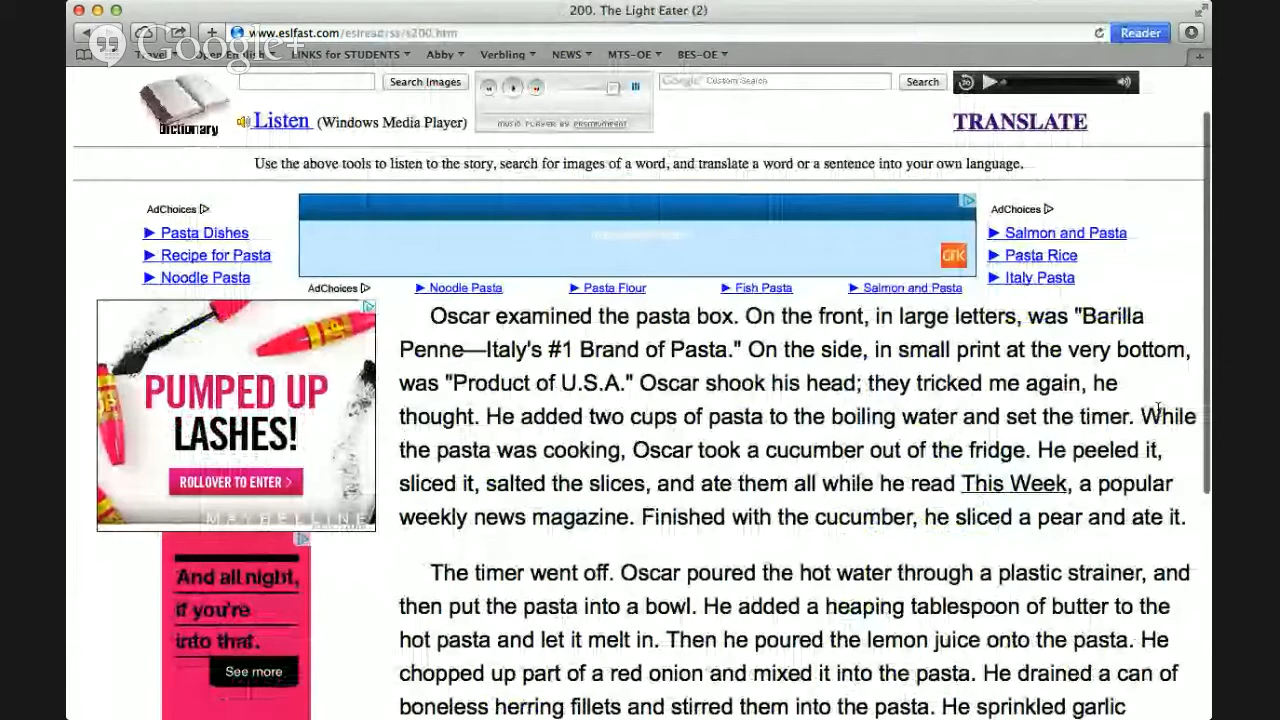 200. The Light Eater (2)
www.eslfast.com/eslread/ss/s200.htm
Reader
Google+
LINKS for STUDENTS Abby Verbling NEWS MTS-OE BES-OE
Search Images
Google Custom Search
Search
30
Dictionary
Listen (Windows Media Player)
MUSIC PLAYER BY
TRANSLATE
Use the above tools to listen to the story, search for images of a word, and translate a word or a sentence into your own language.
AdChoices
Pasta Dishes
Recipe for Pasta
Noodle Pasta
AdChoices
Salmon and Pasta
Pasta Rice
Italy Pasta
AdChoices
Noodle Pasta
Pasta Flour
Fish Pasta
Salmon and Pasta
PUMPED UP
LASHES!
ROLLOVER TO ENTER >
MAYBELLINE
And all night,
if you're
into that.
See more
Oscar examined the pasta box. On the front, in large letters, was "Barilla
Penne—Italy's #1 Brand of Pasta." On the side, in small print at the very bottom,
was "Product of U.S.A." Oscar shook his head; they tricked me again, he
thought. He added two cups of pasta to the boiling water and set the timer. While
the pasta was cooking, Oscar took a cucumber out of the fridge. He peeled it,
sliced it, salted the slices, and ate them all while he read This Week, a popular
weekly news magazine. Finished with the cucumber, he sliced a pear and ate it.
The timer went off. Oscar poured the hot water through a plastic strainer, and
then put the pasta into a bowl. He added a heaping tablespoon of butter to the
hot pasta and let it melt in. Then he poured the lemon juice onto the pasta. He
chopped up part of a red onion and mixed it into the pasta. He drained a can of
boneless herring fillets and stirred them into the pasta. He sprinkled garlic